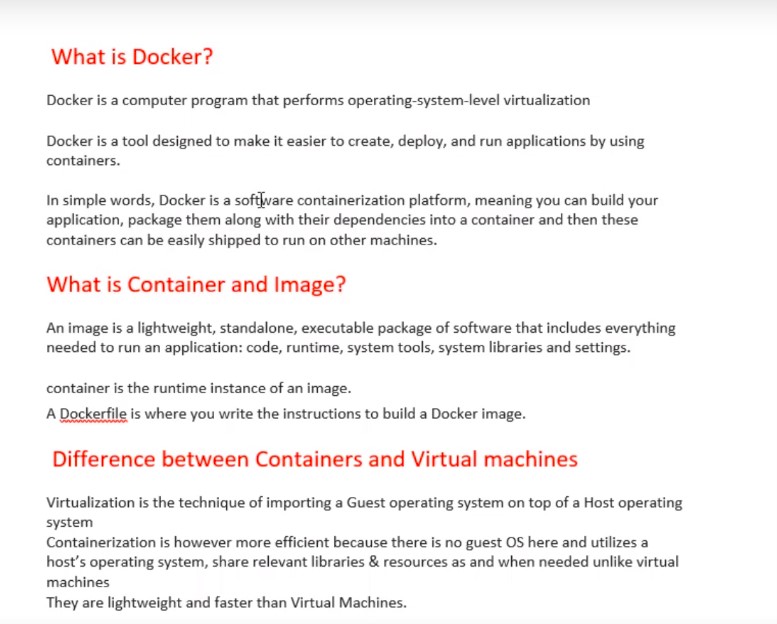 What is Docker?
Docker is a computer program that performs operating-system-level virtualization
Docker is a tool designed to make it easier to create, deploy, and run applications by using
containers.
In simple words, Docker is a software containerization platform, meaning you can build your
application, package them along with their dependencies into a container and then these
containers can be easily shipped to run on other machines.
What is Container and Image?
An image is a lightweight, standalone, executable package of software that includes everything
needed to run an application: code, runtime, system tools, system libraries and settings.
container is the runtime instance of an image.
A Dockerfile is where you write the instructions to build a Docker image.
Difference between Containers and Virtual machines
Virtualization is the technique of importing a Guest operating system on top of a Host operating
system
Containerization is however more efficient because there is no guest OS here and utilizes a
host’s operating system, share relevant libraries & resources as and when needed unlike virtual
machines
They are lightweight and faster than Virtual Machines.